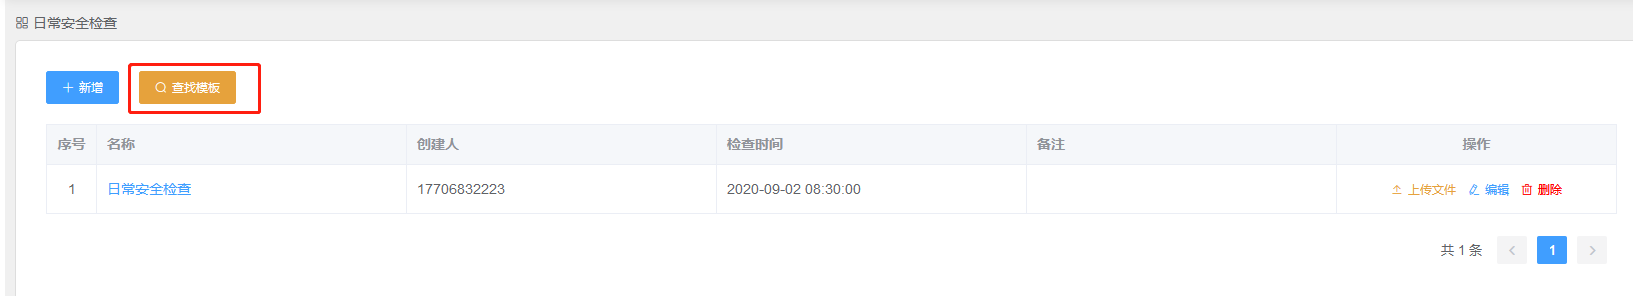 日常安全检查
新增 查找模板
序号 名称 创建人 检查时间 备注 操作
1 日常安全检查 17706832223 2020-09-02 08:30:00 上传文件 编辑 删除
共 1 条 1